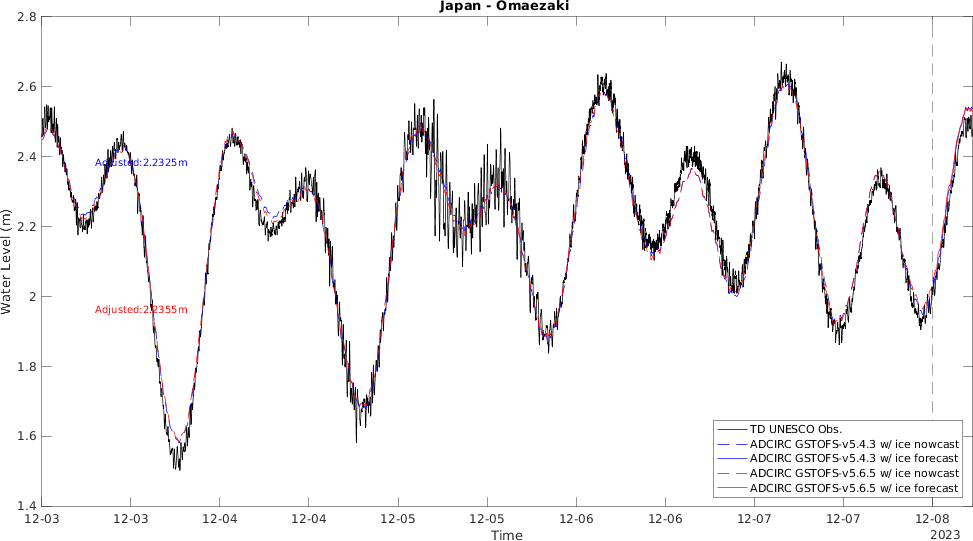 Japan - Omaezaki
2.8
2.6
2.4
2.2
2
1.8
1.6
1.4
Water Level (m)
Adjusted:2.2325m
Adjusted:2.2355m
TD UNESCO Obs.
ADCIRC GSTOFS-v5.4.3 w/ ice nowcast
ADCIRC GSTOFS-v5.4.3 w/ ice forecast
ADCIRC GSTOFS-v5.6.5 w/ ice nowcast
ADCIRC GSTOFS-v5.6.5 w/ ice forecast
12-03 12-03 12-04 12-04 12-05 12-05 12-06 12-06 12-07 12-07 12-08
Time
2023